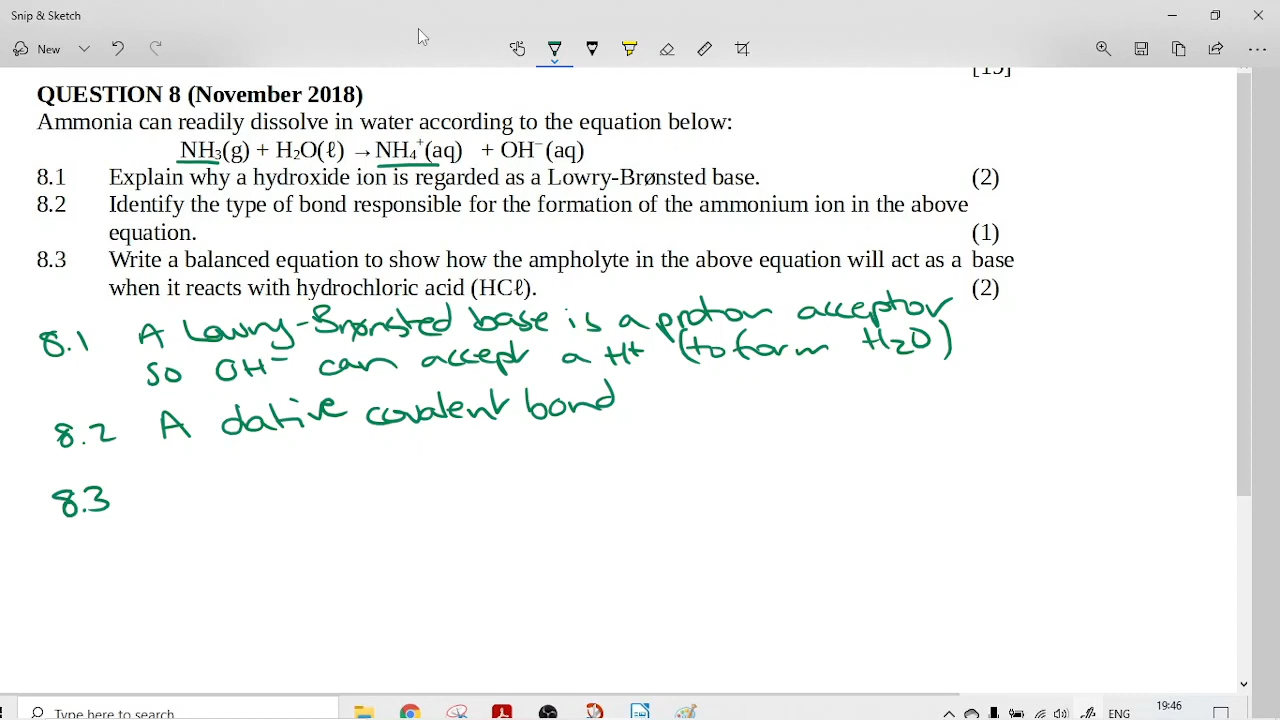 Snip & Sketch
New
[15]
QUESTION 8 (November 2018)
Ammonia can readily dissolve in water according to the equation below:
NH₃(g) + H₂O(ℓ) → NH₄⁺(aq) + OH⁻(aq)
8.1 Explain why a hydroxide ion is regarded as a Lowry-Brønsted base. (2)
8.2 Identify the type of bond responsible for the formation of the ammonium ion in the above
equation. (1)
8.3 Write a balanced equation to show how the ampholyte in the above equation will act as a base
when it reacts with hydrochloric acid (HCℓ). (2)
8.1 A Lowry-Brønsted base is a proton acceptor
so OH⁻ can accept a H⁺ (to form H₂O)
8.2 A dative covalent bond
8.3
Type here to search
ENG
19:46